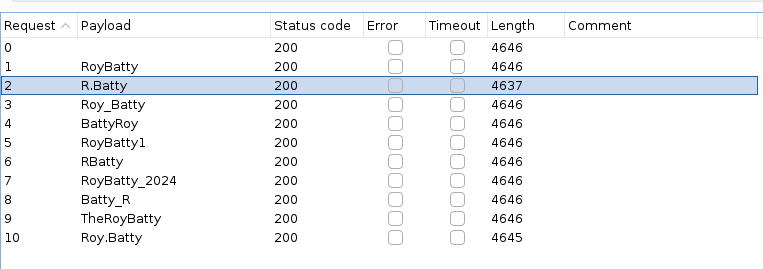 Request Payload Status code Error Timeout Length Comment
0 200 4646
1 RoyBatty 200 4646
2 R.Batty 200 4637
3 Roy_Batty 200 4646
4 BattyRoy 200 4646
5 RoyBatty1 200 4646
6 RBatty 200 4646
7 RoyBatty_2024 200 4646
8 Batty_R 200 4646
9 TheRoyBatty 200 4646
10 Roy.Batty 200 4645